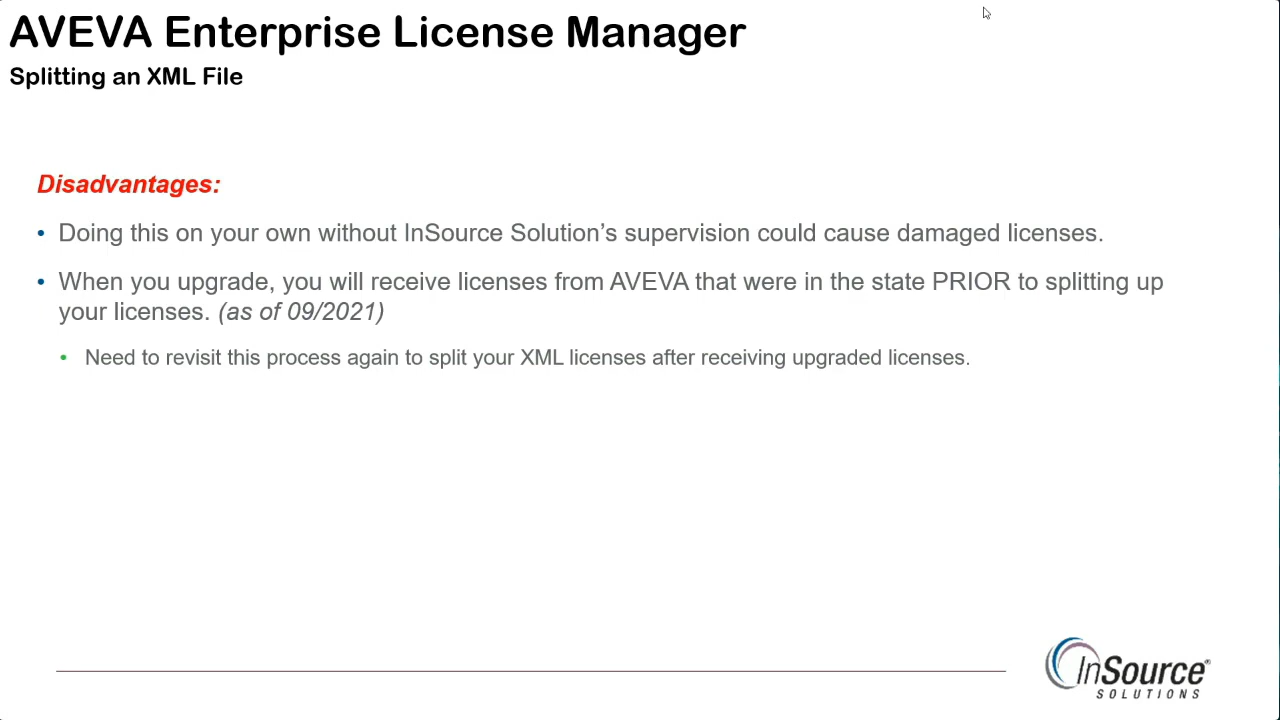 AVEVA Enterprise License Manager
Splitting an XML File
Disadvantages:
• Doing this on your own without InSource Solution's supervision could cause damaged licenses.
• When you upgrade, you will receive licenses from AVEVA that were in the state PRIOR to splitting up
your licenses. (as of 09/2021)
• Need to revisit this process again to split your XML licenses after receiving upgraded licenses.
InSource®
SOLUTIONS